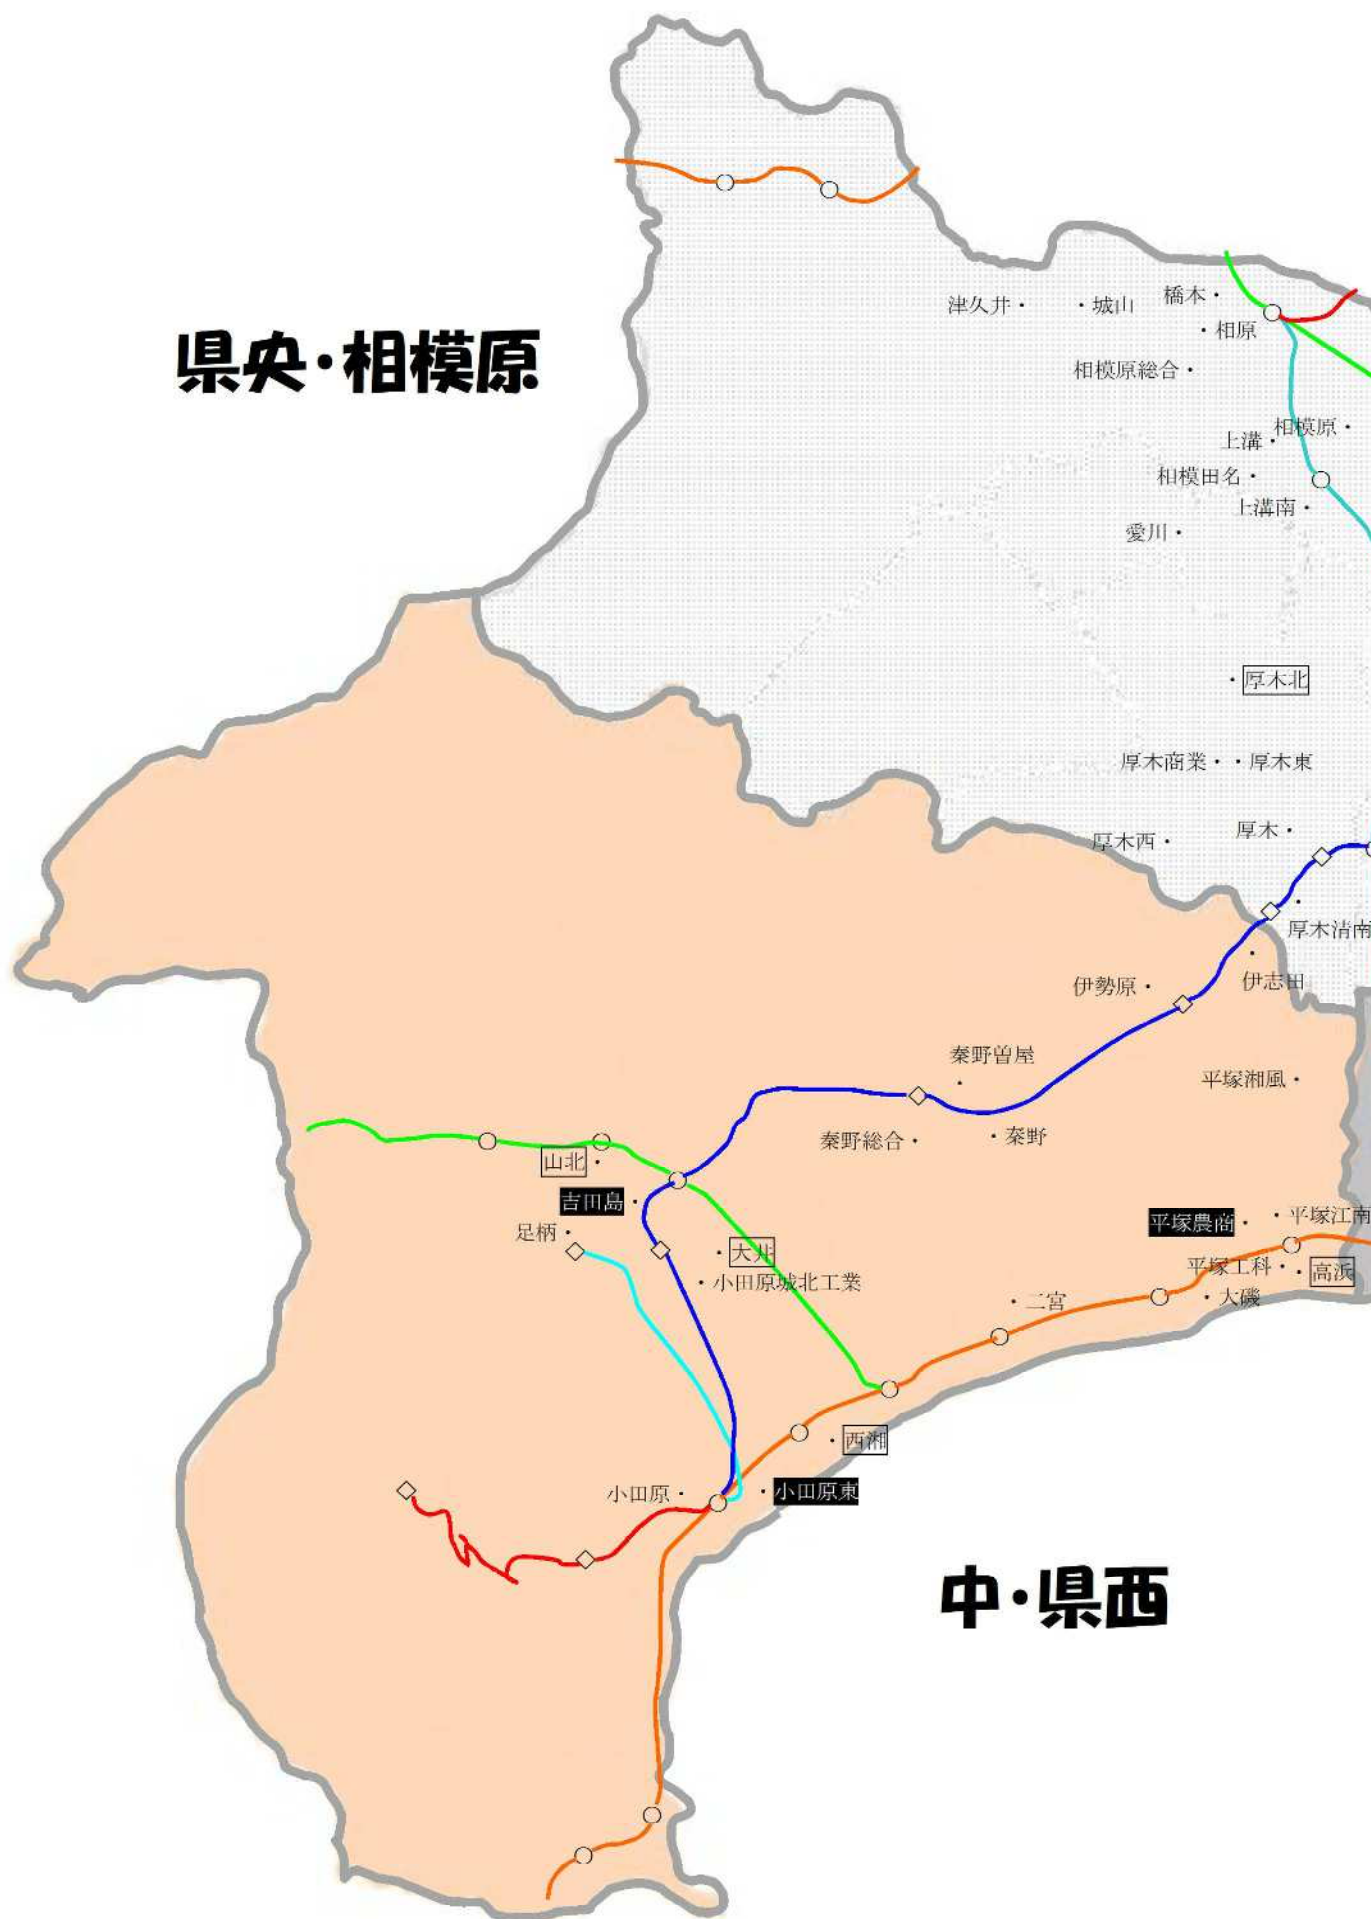 津久井
城山
橋木
相原
県央・相模原
相模原総合
相模原
上溝
相模田名
上溝南
愛川
厚木北
厚木商業
厚木東
厚木
厚木西
厚木清南
伊志田
伊勢原
秦野曽屋
平塚湘風
秦野総合
秦野
山北
吉田島
足柄
平塚農商
平塚江南
大井
平塚工科
高浜
小田原城北工業
二宮
大磯
西湘
小田原
小田原東
中・県西